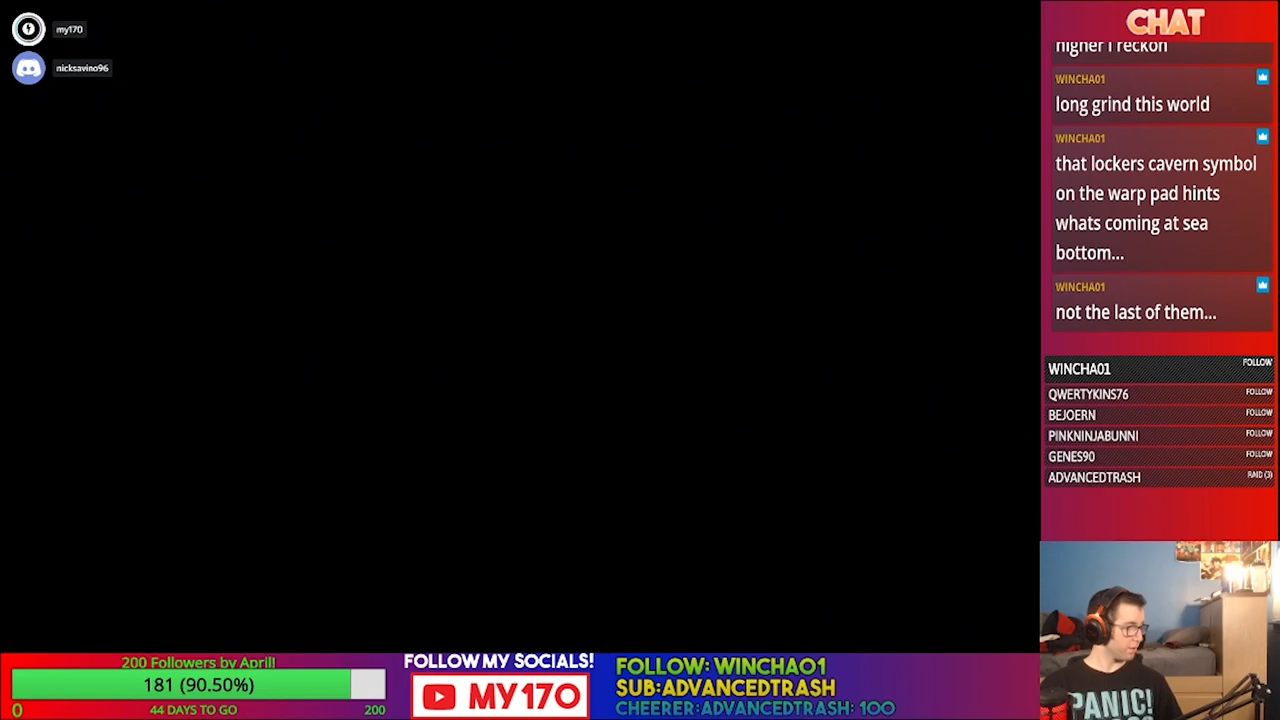 my170
nicksavino96
CHAT
higher i reckon
WINCHA01
long grind this world
WINCHA01
that lockers cavern symbol
on the warp pad hints
whats coming at sea
bottom...
WINCHA01
not the last of them...
WINCHA01 FOLLOW
QWERTYKINS76 FOLLOW
BEJOERN FOLLOW
PINKNINJABUNNI FOLLOW
GENES90 FOLLOW
ADVANCEDTRASH RAID (3)
200 Followers by April!
181 (90.50%)
0 44 DAYS TO GO 200
FOLLOW MY SOCIALS!
MY170
FOLLOW: WINCHA01
SUB:ADVANCEDTRASH
CHEERER:ADVANCEDTRASH: 100
PANIC!